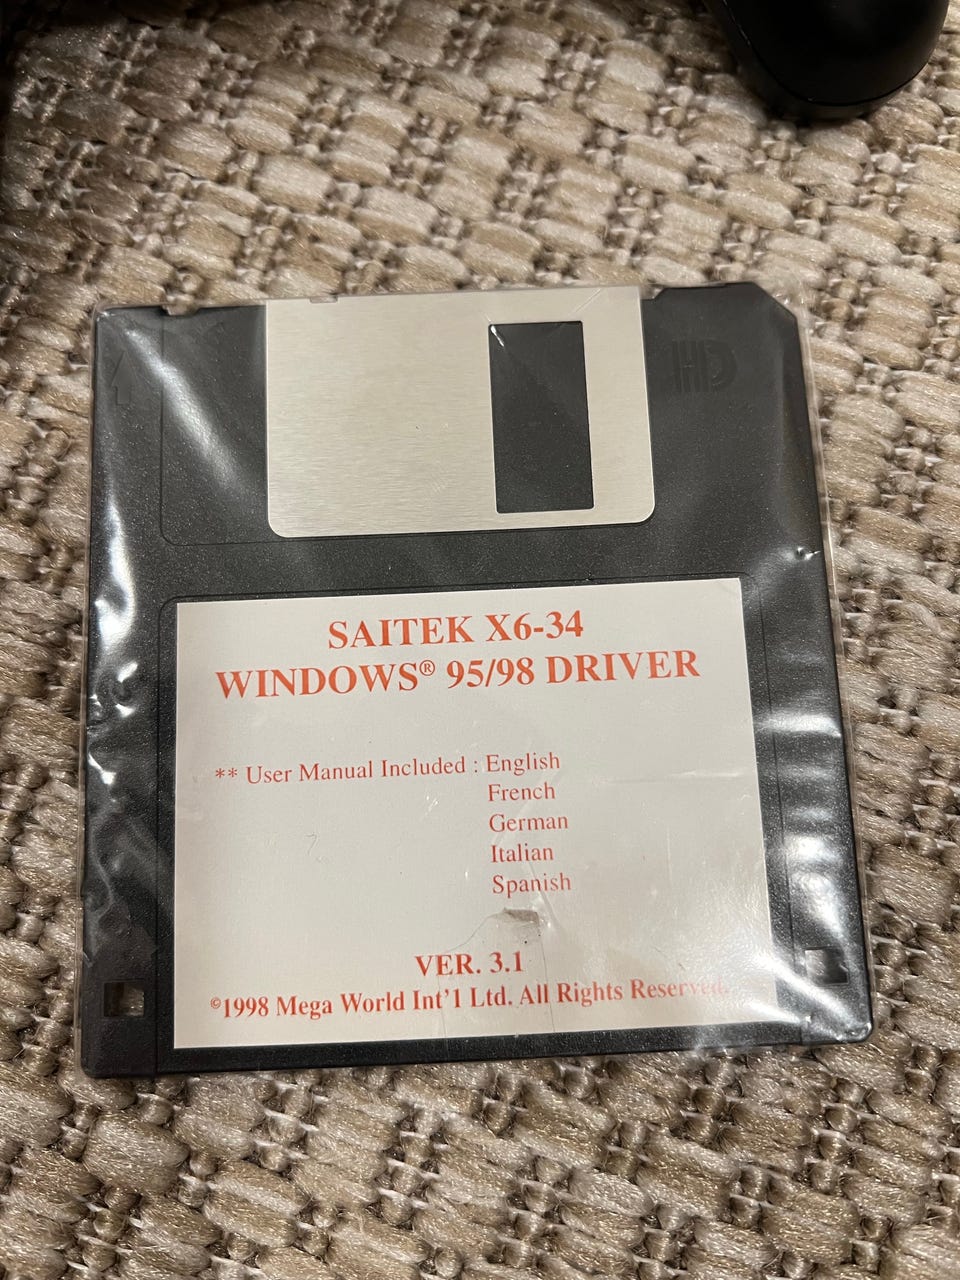 HD
SAITEK X6-34
WINDOWS® 95/98 DRIVER
** User Manual Included : English
French
German
Italian
Spanish
VER. 3.1
©1998 Mega World Int'l Ltd. All Rights Reserved.